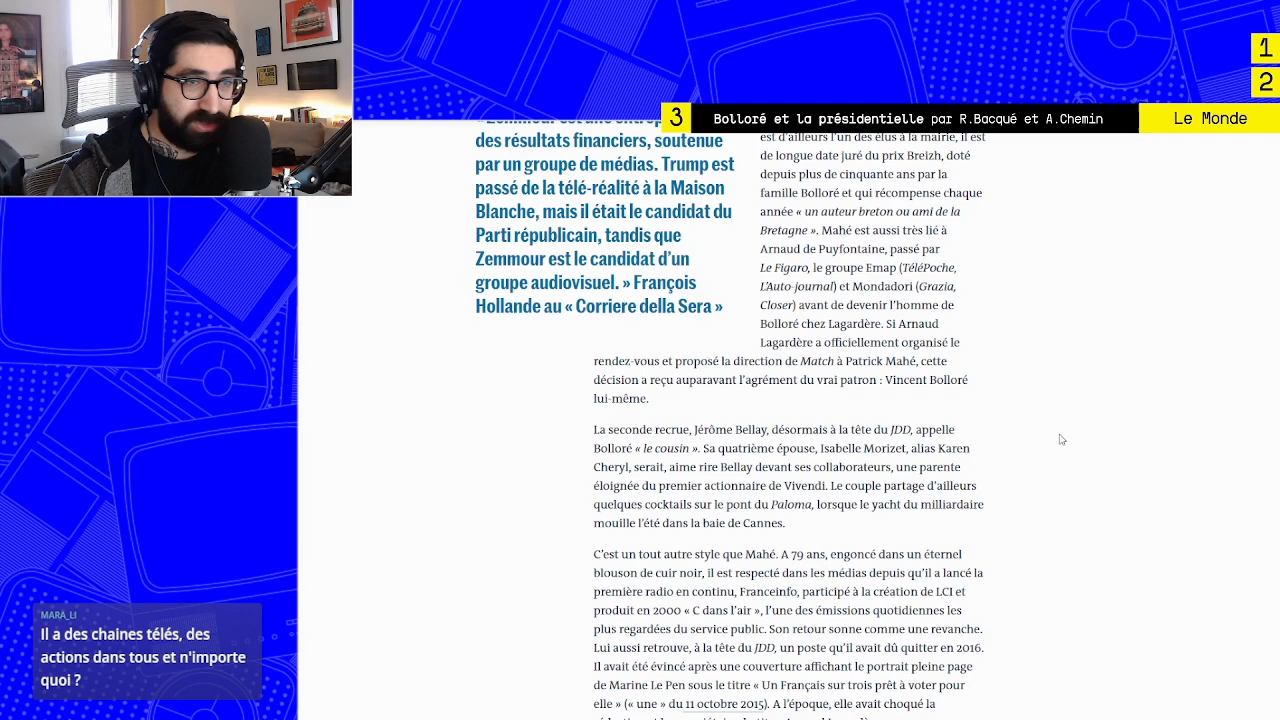 1
2
3 Bolloré et la présidentielle par R.Bacqué et A.Chemin Le Monde
des résultats financiers, soutenue
par un groupe de médias. Trump est
passé de la télé-réalité à la Maison
Blanche, mais il était le candidat du
Parti républicain, tandis que
Zemmour est le candidat d’un
groupe audiovisuel. » François
Hollande au « Corriere della Sera »
est d’ailleurs l’un des élus à la mairie, il est
de longue date juré du prix Breizh, doté
depuis plus de cinquante ans par la
famille Bolloré et qui récompense chaque
année « un auteur breton ou ami de la
Bretagne ». Mahé est aussi très lié à
Arnaud de Puyfontaine, passé par
Le Figaro, le groupe Emap (TéléPoche,
L’Auto-journal) et Mondadori (Grazia,
Closer) avant de devenir l’homme de
Bolloré chez Lagardère. Si Arnaud
Lagardère a officiellement organisé le
rendez-vous et proposé la direction de Match à Patrick Mahé, cette
décision a reçu auparavant l’agrément du vrai patron : Vincent Bolloré
lui-même.
La seconde recrue, Jérôme Bellay, désormais à la tête du JDD, appelle
Bolloré « le cousin ». Sa quatrième épouse, Isabelle Morizet, alias Karen
Cheryl, serait, aime rire Bellay devant ses collaborateurs, une parente
éloignée du premier actionnaire de Vivendi. Le couple partage d’ailleurs
quelques cocktails sur le pont du Paloma, lorsque le yacht du milliardaire
mouille l’été dans la baie de Cannes.
C’est un tout autre style que Mahé. A 79 ans, engoncé dans un éternel
blouson de cuir noir, il est respecté dans les médias depuis qu’il a lancé la
première radio en continu, Franceinfo, participé à la création de LCI et
produit en 2000 « C dans l’air », l’une des émissions quotidiennes les
plus regardées du service public. Son retour sonne comme une revanche.
Lui aussi retrouve, à la tête du JDD, un poste qu’il avait dû quitter en 2016.
Il avait été évincé après une couverture affichant le portrait pleine page
de Marine Le Pen sous le titre « Un Français sur trois prêt à voter pour
elle » (« une » du 11 octobre 2015). A l’époque, elle avait choqué la
MARA_LI
Il a des chaines télés, des
actions dans tous et n'importe
quoi ?